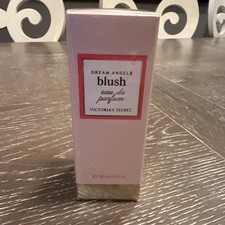 DREAM ANGELS
blush
eau de
parfum
VICTORIA'S SECRET